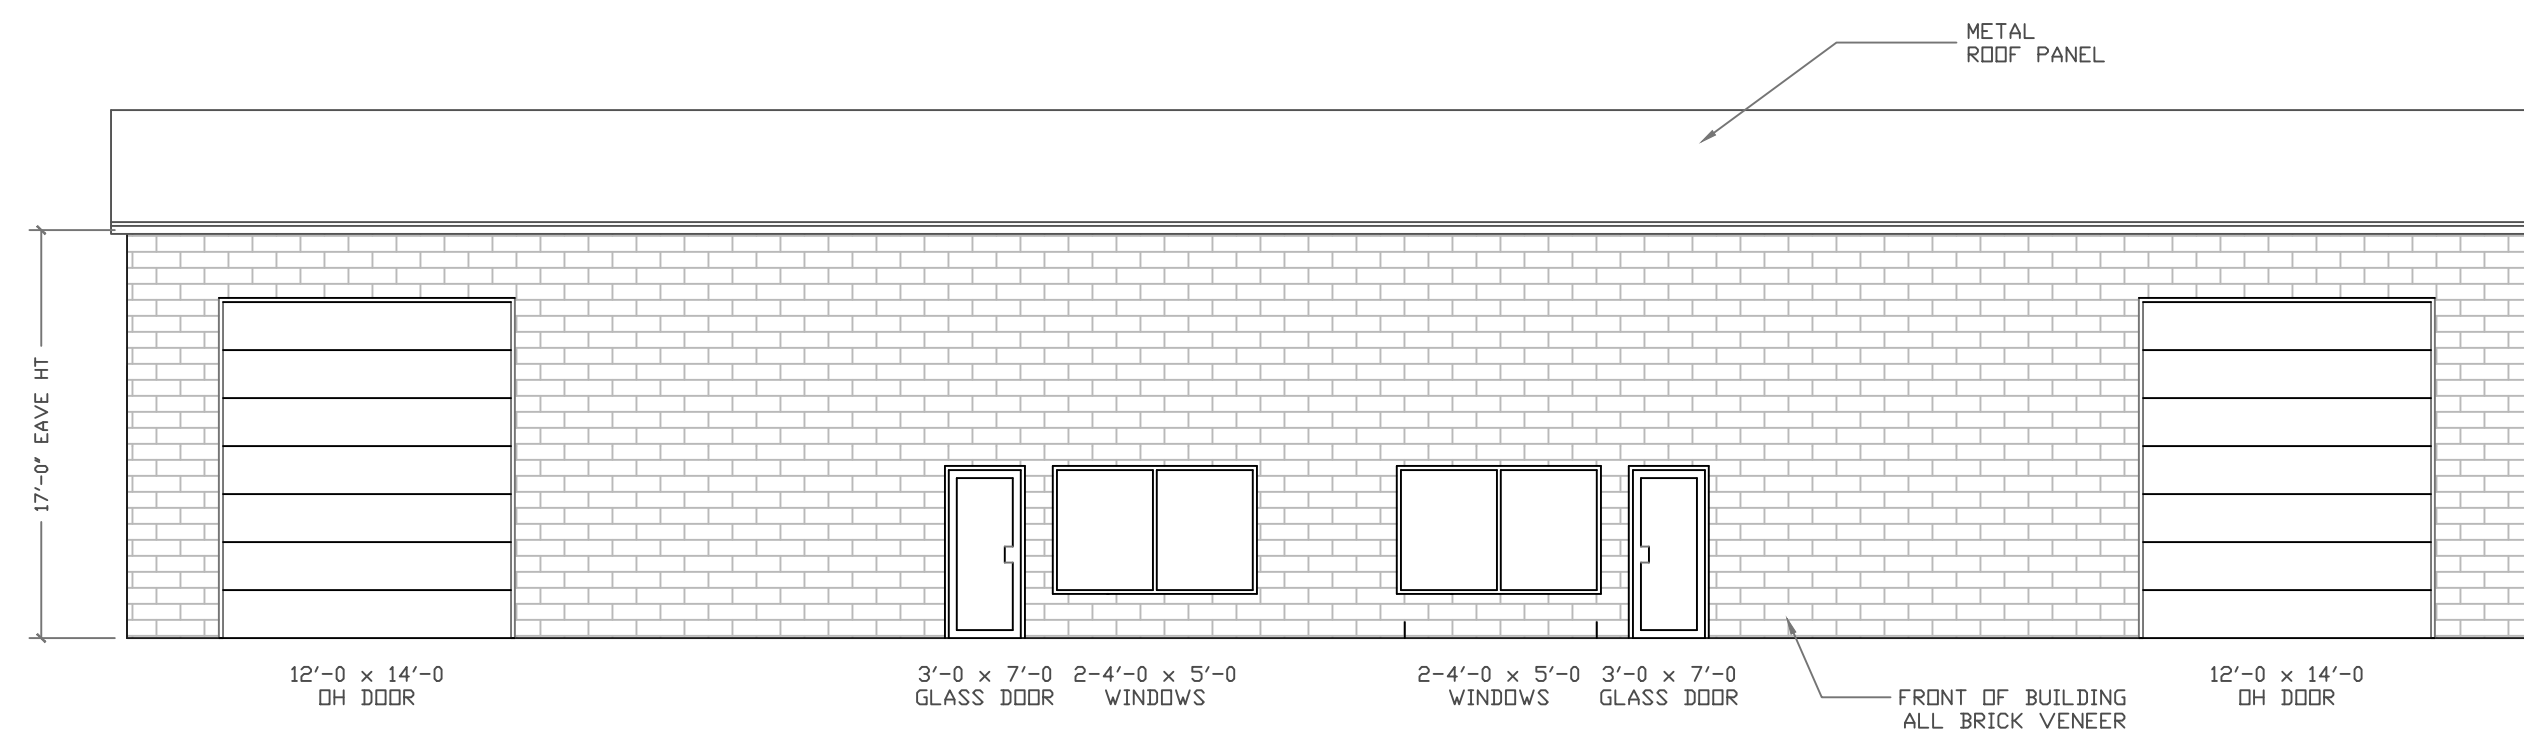 METAL
ROOF PANEL
17'-0" EAVE HT
12'-0 x 14'-0
OH DOOR
3'-0 x 7'-0
GLASS DOOR
2-4'-0 x 5'-0
WINDOWS
2-4'-0 x 5'-0
WINDOWS
3'-0 x 7'-0
GLASS DOOR
FRONT OF BUILDING
ALL BRICK VENEER
12'-0 x 14'-0
OH DOOR